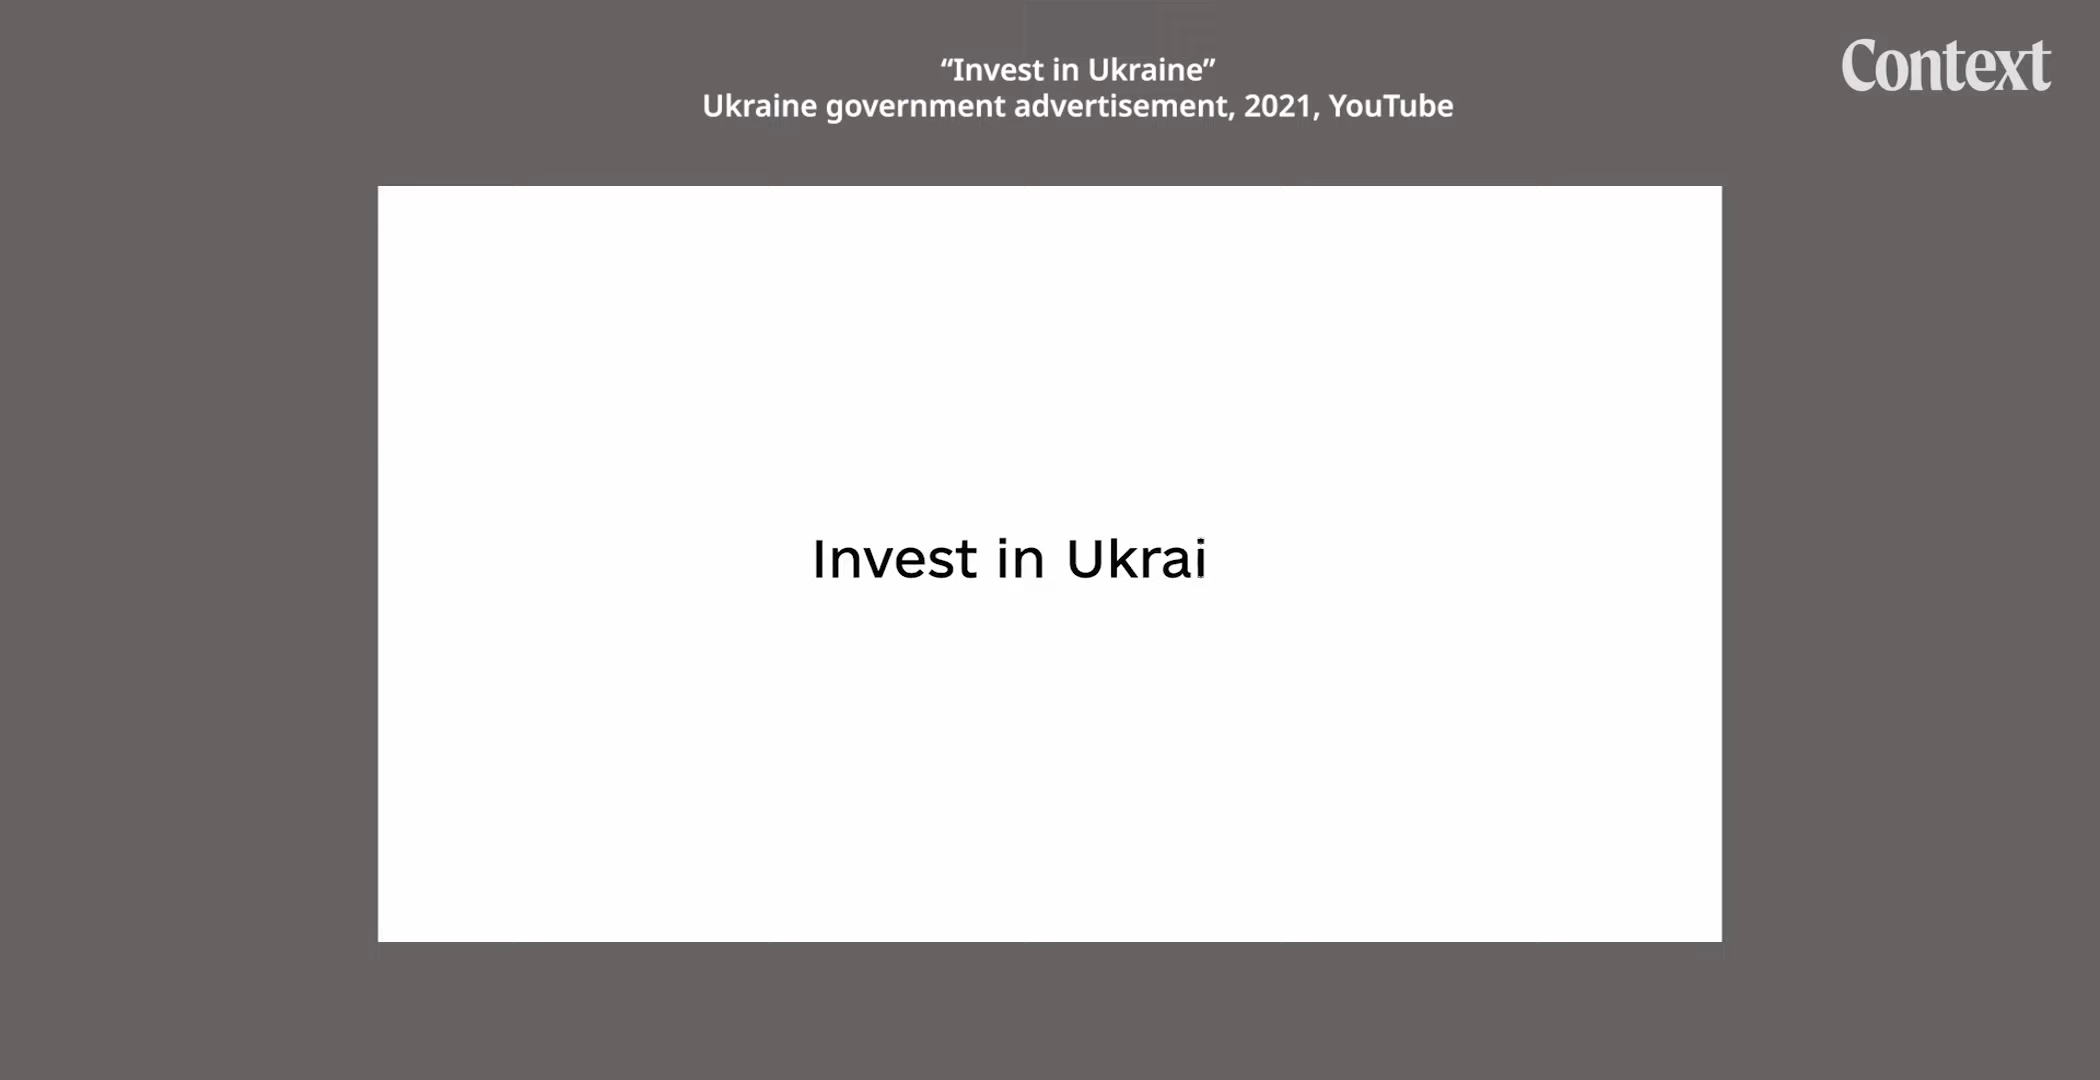 “Invest in Ukraine”
Ukraine government advertisement, 2021, YouTube
Context
Invest in Ukrai